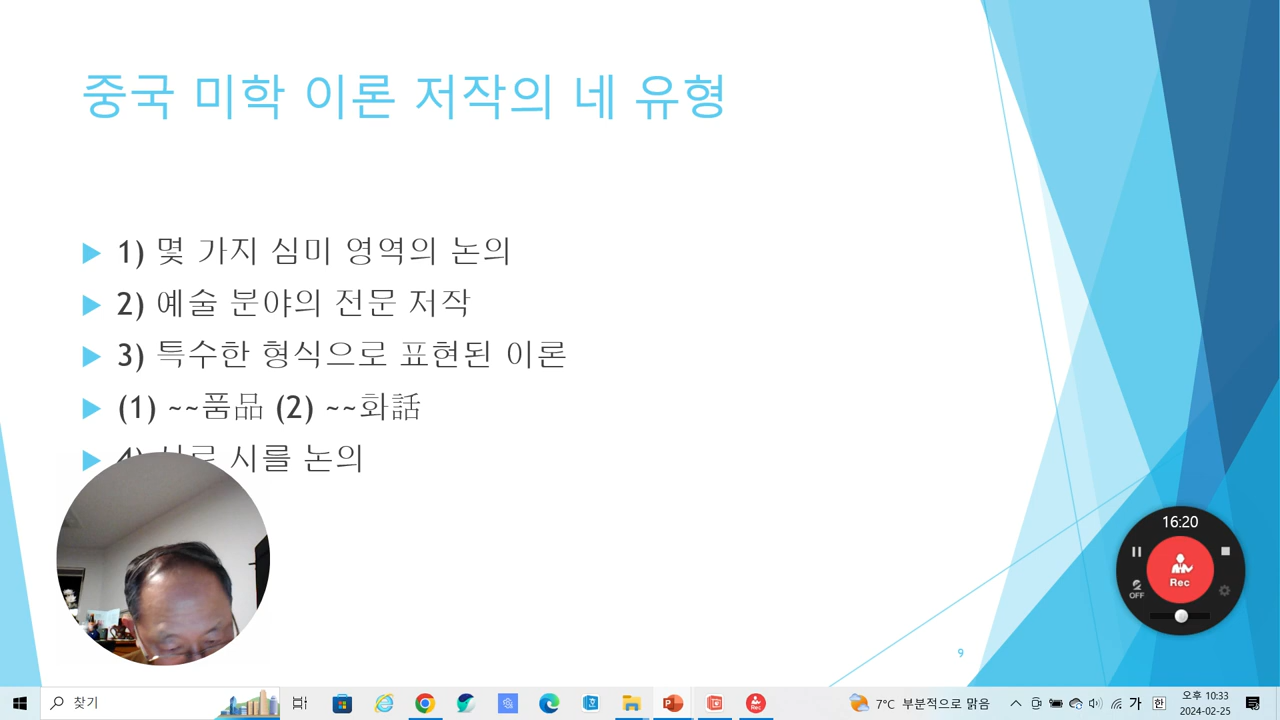 중국 미학 이론 저작의 네 유형
1) 몇 가지 심미 영역의 논의
2) 예술 분야의 전문 저작
3) 특수한 형식으로 표현된 이론
(1) ~~품品 (2) ~~화話
시를 논의
16:20
Rec
OFF
9
찾기
7°C 부분적으로 맑음
가
한
오후 10:33
2024-02-25